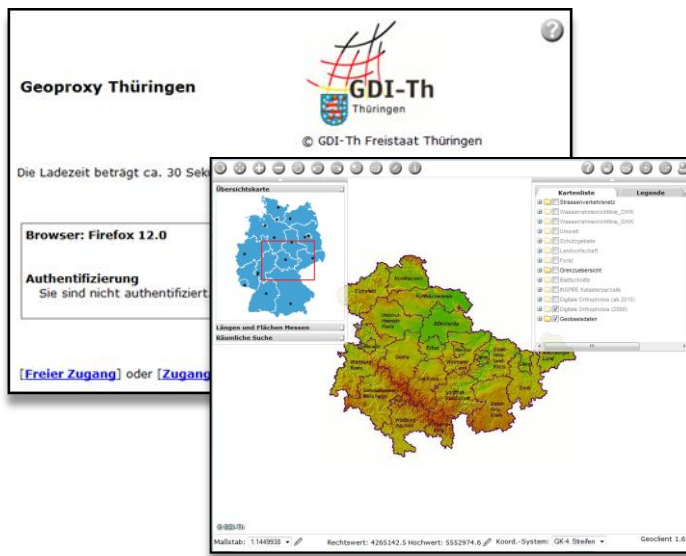 Geoproxy Thüringen
GDI-Th
Thüringen
© GDI-Th Freistaat Thüringen
Die Ladezeit beträgt ca. 30
Browser: Firefox 12.0
Authentifizierung
Sie sind nicht authentifiziert.
[Freier Zugang] oder [Zugang
Übersichtskarte
Längen und Flächen Messen
Räumliche Suche
Kartenliste
Legende
Strassenverkehrsnetz
Wasserrahmenrichtlinie_GWK
Wasserrahmenrichtlinie_OWK
Umwelt
Schutzgebiete
Landwirtschaft
Forst
Grenzuebersicht
Blattschnitte
INSPIRE Katasterparzelle
Digitale Orthophotos (ab 2010)
Digitale Orthophotos (2008)
Geobasisdaten
© GDI-Th
Maßstab: 1:1449938
Rechtswert: 4265142.5 Hochwert: 5552974.6
Koord.-System: GK-4 Streifen
Geoclient 1.6